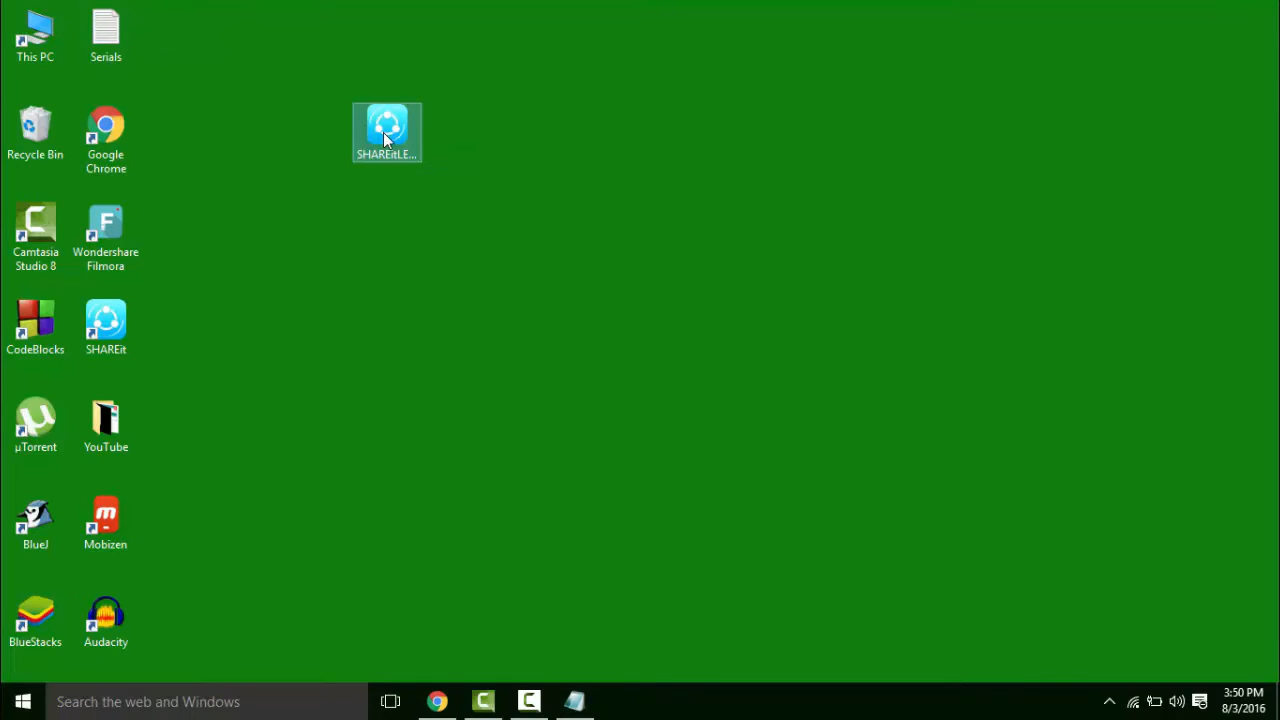 This PC
Serials
SHAREitLE...
Recycle Bin
Google
Chrome
Camtasia
Studio 8
Wondershare
Filmora
CodeBlocks
SHAREit
µTorrent
YouTube
BlueJ
Mobizen
BlueStacks
Audacity
Search the web and Windows
3:50 PM
8/3/2016